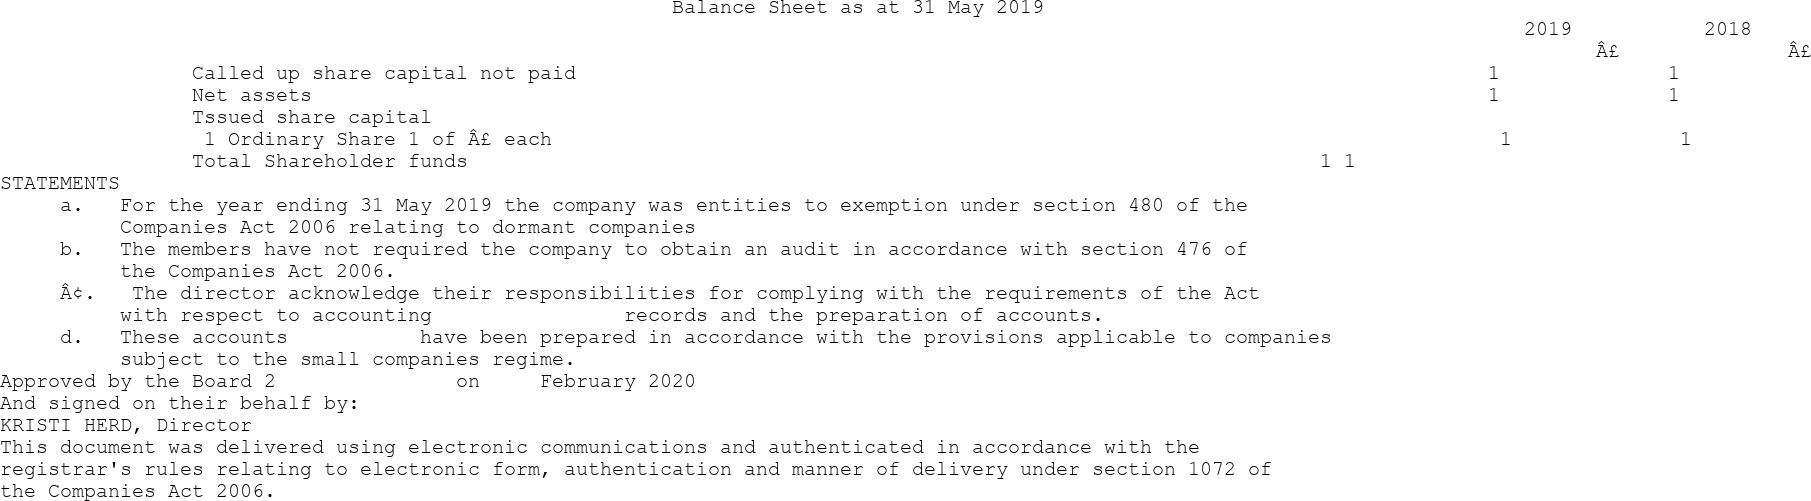 Balance Sheet as at 31 May 2019
2019 2018
Â£ Â£
Called up share capital not paid 1 1
Net assets 1 1
Tssued share capital
1 Ordinary Share 1 of Â£ each 1 1
Total Shareholder funds 1 1
STATEMENTS
a. For the year ending 31 May 2019 the company was entities to exemption under section 480 of the
Companies Act 2006 relating to dormant companies
b. The members have not required the company to obtain an audit in accordance with section 476 of
the Companies Act 2006.
Â¢. The director acknowledge their responsibilities for complying with the requirements of the Act
with respect to accounting records and the preparation of accounts.
d. These accounts have been prepared in accordance with the provisions applicable to companies
subject to the small companies regime.
Approved by the Board 2 on February 2020
And signed on their behalf by:
KRISTI HERD, Director
This document was delivered using electronic communications and authenticated in accordance with the
registrar's rules relating to electronic form, authentication and manner of delivery under section 1072 of
the Companies Act 2006.